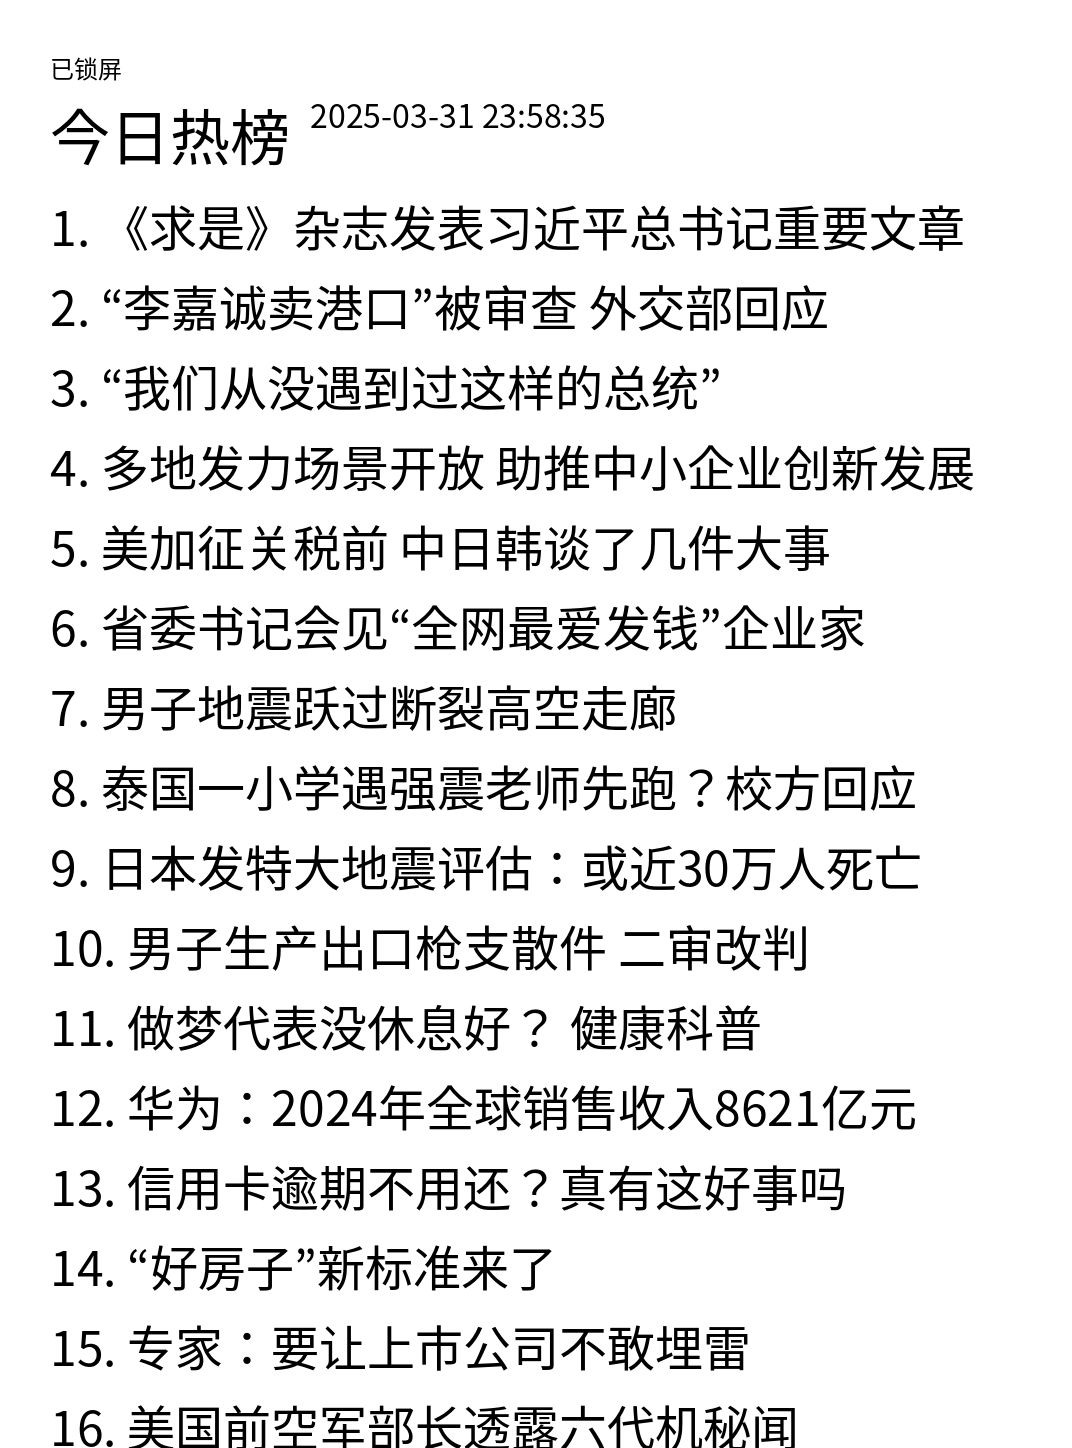 已锁屏
今日热榜 2025-03-31 23:58:35
1. 《求是》杂志发表习近平总书记重要文章
2. “李嘉诚卖港口”被审查 外交部回应
3. “我们从没遇到过这样的总统”
4. 多地发力场景开放 助推中小企业创新发展
5. 美加征关税前 中日韩谈了几件大事
6. 省委书记会见“全网最爱发钱”企业家
7. 男子地震跃过断裂高空走廊
8. 泰国一小学遇强震老师先跑？校方回应
9. 日本发特大地震评估：或近30万人死亡
10. 男子生产出口枪支散件 二审改判
11. 做梦代表没休息好？ 健康科普
12. 华为：2024年全球销售收入8621亿元
13. 信用卡逾期不用还？真有这好事吗
14. “好房子”新标准来了
15. 专家：要让上市公司不敢埋雷
16. 美国前空军部长透露六代机秘闻